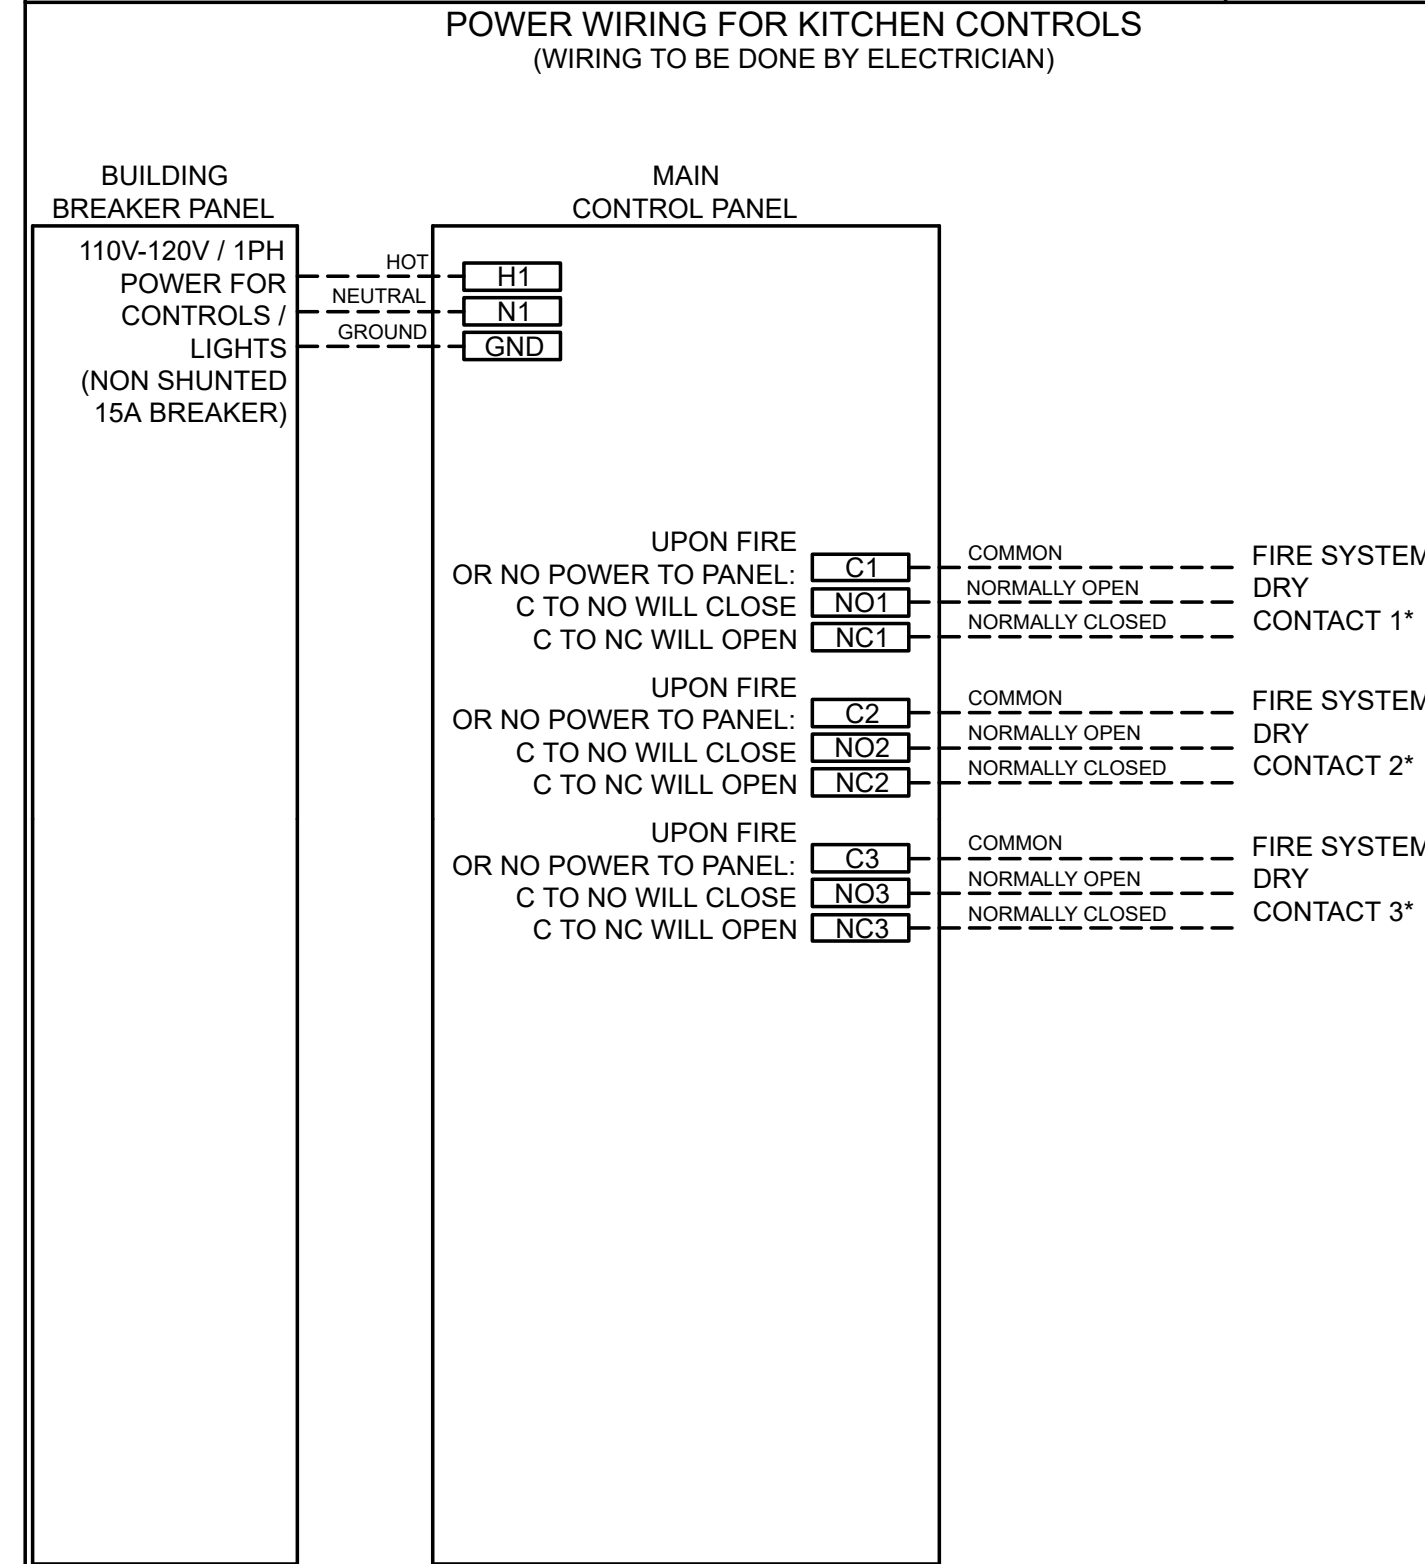 POWER WIRING FOR KITCHEN CONTROLS
(WIRING TO BE DONE BY ELECTRICIAN)
BUILDING
BREAKER PANEL
MAIN
CONTROL PANEL
110V-120V / 1PH
POWER FOR
CONTROLS /
LIGHTS
(NON SHUNTED
15A BREAKER)
HOT
NEUTRAL
GROUND
H1
N1
GND
UPON FIRE
OR NO POWER TO PANEL:
C TO NO WILL CLOSE
C TO NC WILL OPEN
C1
NO1
NC1
COMMON
NORMALLY OPEN
NORMALLY CLOSED
FIRE SYSTEM
DRY
CONTACT 1*
UPON FIRE
OR NO POWER TO PANEL:
C TO NO WILL CLOSE
C TO NC WILL OPEN
C2
NO2
NC2
COMMON
NORMALLY OPEN
NORMALLY CLOSED
FIRE SYSTEM
DRY
CONTACT 2*
UPON FIRE
OR NO POWER TO PANEL:
C TO NO WILL CLOSE
C TO NC WILL OPEN
C3
NO3
NC3
COMMON
NORMALLY OPEN
NORMALLY CLOSED
FIRE SYSTEM
DRY
CONTACT 3*